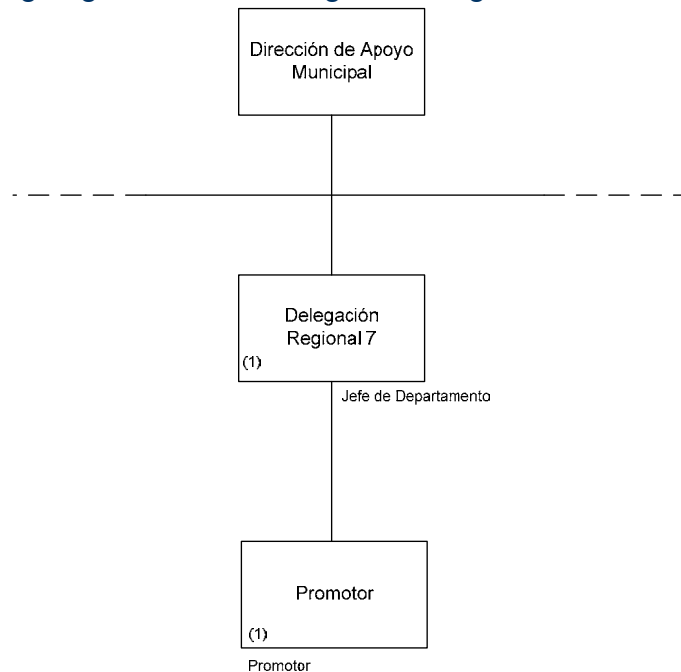 Dirección de Apoyo
Municipal
Delegación
Regional 7
(1)
Jefe de Departamento
Promotor
(1)
Promotor